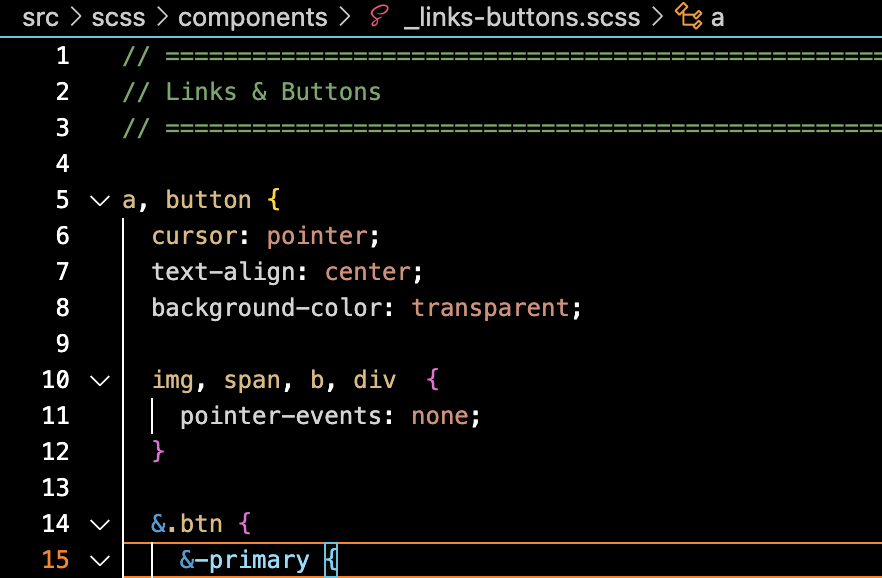 src > scss > components > _links-buttons.scss > a
1 // ==================================================
2 // Links & Buttons
3 // ==================================================
4
5 a, button {
6 cursor: pointer;
7 text-align: center;
8 background-color: transparent;
9
10 img, span, b, div  {
11 pointer-events: none;
12 }
13
14 &.btn {
15 &-primary {